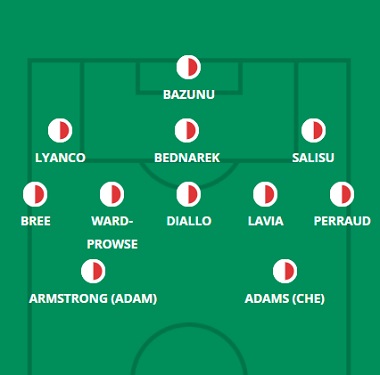 BAZUNU
LYANCO BEDNAREK SALISU
BREE WARD- DIALLO LAVIA PERRAUD
PROWSE
ARMSTRONG (ADAM) ADAMS (CHE)